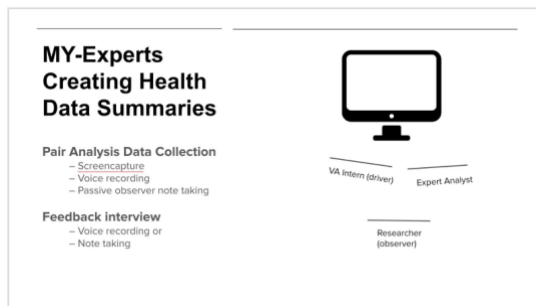 MY-Experts
Creating Health
Data Summaries
Pair Analysis Data Collection
– Screencapture
– Voice recording
– Passive observer note taking
Feedback interview
– Voice recording or
– Note taking
VA Intern (driver)
Expert Analyst
Researcher
(observer)